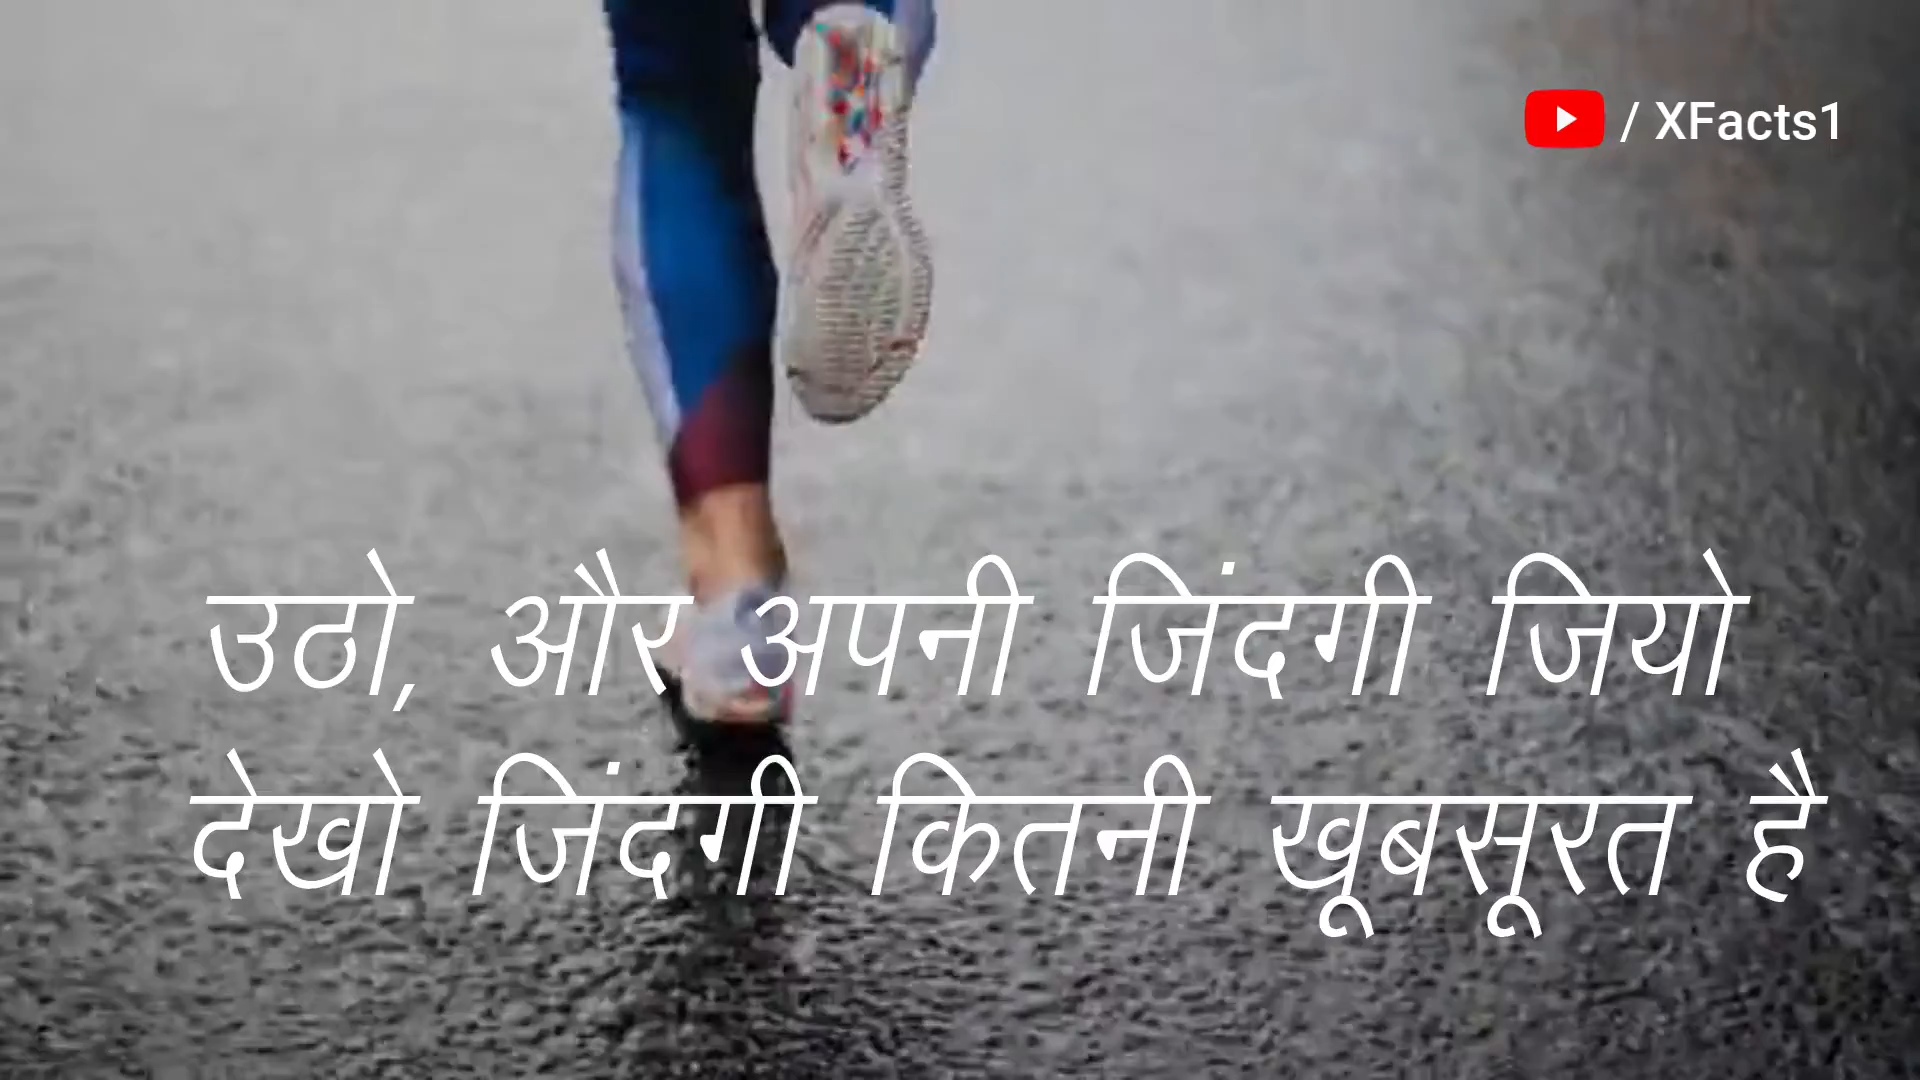 / XFacts1
उठो, और अपनी जिंदगी जियो
देखो जिंदगी कितनी खूबसूरत है